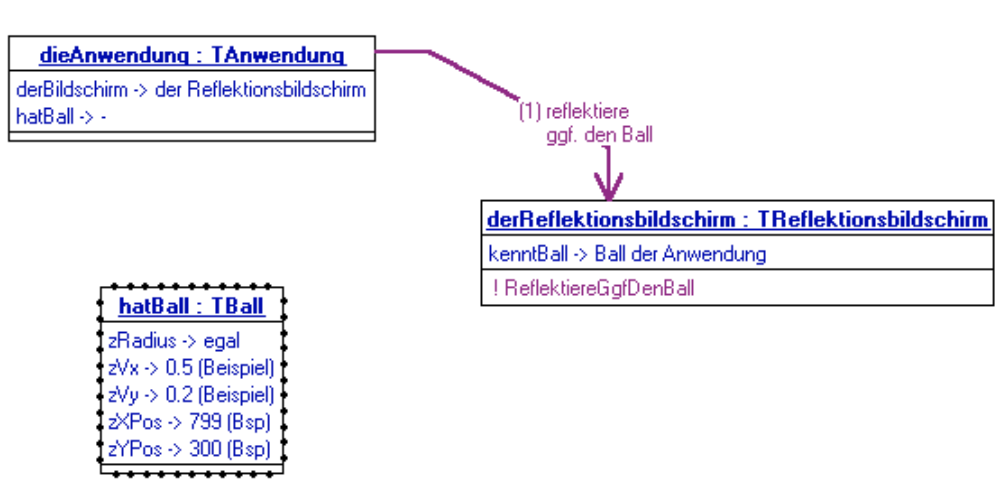 dieAnwendung : TAnwendung
derBildschirm -> der Reflektionsbildschirm
hatBall -> -
(1) reflektiere
ggf. den Ball
derReflektionsbildschirm : TReflektionsbildschirm
kenntBall -> Ball der Anwendung
! ReflektiereGgfDenBall
hatBall : TBall
zRadius -> egal
zVx -> 0.5 (Beispiel)
zVy -> 0.2 (Beispiel)
zXPos -> 799 (Bsp)
zYPos -> 300 (Bsp)